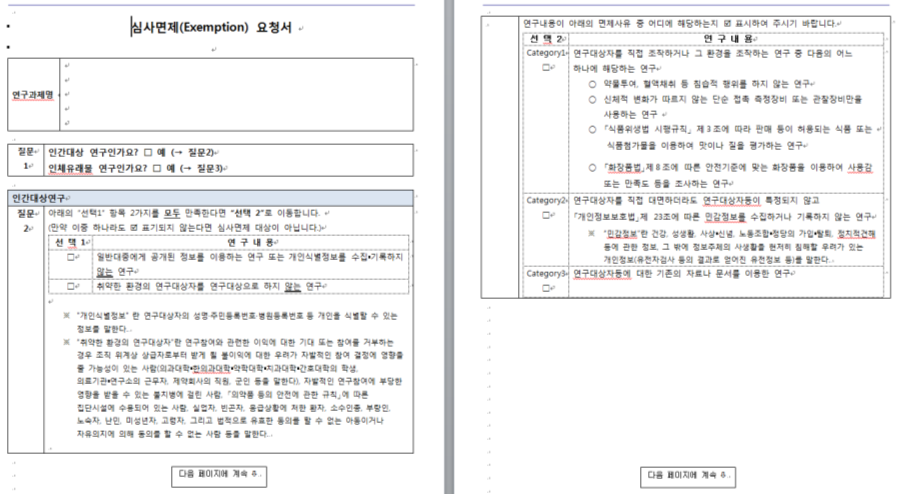 심사면제(Exemption) 요청서
연구과제명
질문
1
인간대상 연구인가요? □ 예 (→ 질문2)
인체유래물 연구인가요? □ 예 (→ 질문3)
인간대상연구
질문
2
아래의 "선택1" 항목 2가지를 모두 만족한다면 "선택 2"로 이동합니다.
(만약 이중 하나라도 ☑ 표기되지 않는다면 심사면제 대상이 아닙니다.)
선 택 1 연 구 내 용
□ 일반대중에게 공개된 정보를 이용하는 연구 또는 개인식별정보를 수집•기록하지
않는 연구
□ 취약한 환경의 연구대상자를 연구대상으로 하지 않는 연구
※ "개인식별정보" 란 연구대상자의 성명·주민등록번호·병원등록번호 등 개인을 식별할 수 있는
정보를 말한다.
※ "취약한 환경의 연구대상자"란 연구참여와 관련한 이익에 대한 기대 또는 참여를 거부하는
경우 조직 위계상 상급자로부터 받게 될 불이익에 대한 우려가 자발적인 참여 결정에 영향을
줄 가능성이 있는 사람(의과대학•한의과대학•약학대학•치과대학•간호대학의 학생,
의료기관•연구소의 근무자, 제약회사의 직원, 군인 등을 말한다), 자발적인 연구참여에 부당한
영향을 받을 수 있는 불치병에 걸린 사람, 「의약품 등의 안전에 관한 규칙」에 따른
집단시설에 수용되어 있는 사람, 실업자, 빈곤자, 응급상황에 처한 환자, 소수인종, 부랑인,
노숙자, 난민, 미성년자, 고령자, 그리고 법적으로 유효한 동의를 할 수 없는 아동이거나
자유의지에 의해 동의를 할 수 없는 사람 등을 말한다.
다음 페이지에 계속
연구내용이 아래의 면제사유 중 어디에 해당하는지 ☑ 표시하여 주시기 바랍니다.
선 택 2 연 구 내 용
Category1
□
연구대상자를 직접 조작하거나 그 환경을 조작하는 연구 중 다음의 어느
하나에 해당하는 연구
○ 약물투여, 혈액채취 등 침습적 행위를 하지 않는 연구
○ 신체적 변화가 따르지 않는 단순 접촉 측정장비 또는 관찰장비만을
사용하는 연구
○ 「식품위생법 시행규칙」 제3조에 따라 판매 등이 허용되는 식품 또는
식품첨가물을 이용하여 맛이나 질을 평가하는 연구
○ 「화장품법」제8조에 따른 안전기준에 맞는 화장품을 이용하여 사용감
또는 만족도 등을 조사하는 연구
Category2
□
연구대상자를 직접 대면하더라도 연구대상자등이 특정되지 않고
「개인정보보호법」제 23조에 따른 민감정보를 수집하거나 기록하지 않는 연구
※ "민감정보"란 건강, 성생활, 사상•신념, 노동조합•정당의 가입•탈퇴, 정치적견해
등에 관한 정보, 그 밖에 정보주체의 사생활을 현저히 침해할 우려가 있는
개인정보(유전자검사 등의 결과로 얻어진 유전정보 등)를 말한다.
Category3
□
연구대상자등에 대한 기존의 자료나 문서를 이용한 연구
다음 페이지에 계속